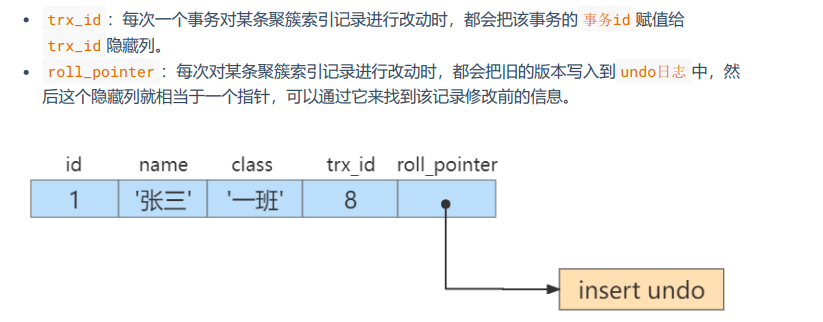 • trx_id ：每次一个事务对某条聚簇索引记录进行改动时，都会把该事务的 事务id 赋值给
trx_id 隐藏列。
• roll_pointer ：每次对某条聚簇索引记录进行改动时，都会把旧的版本写入到 undo日志 中，然
后这个隐藏列就相当于一个指针，可以通过它来找到该记录修改前的信息。
id name class trx_id roll_pointer
1 '张三' '一班' 8
insert undo